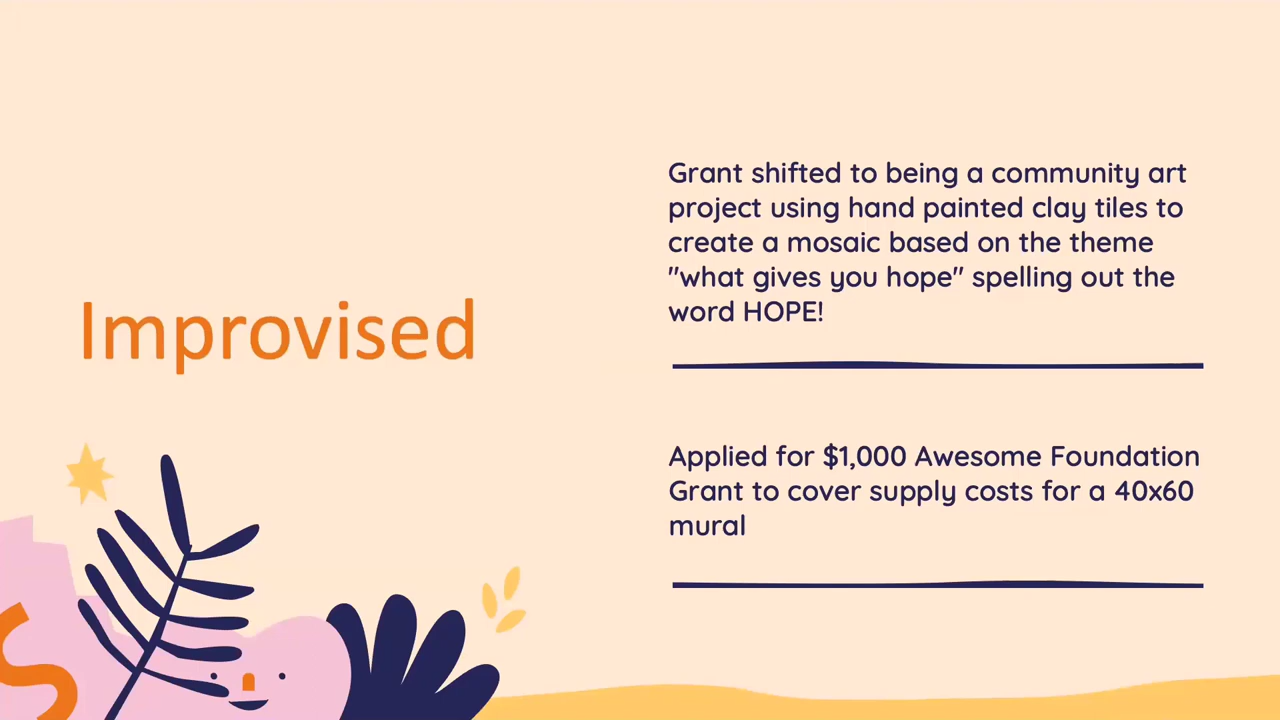 Improvised
Grant shifted to being a community art
project using hand painted clay tiles to
create a mosaic based on the theme
"what gives you hope" spelling out the
word HOPE!
Applied for $1,000 Awesome Foundation
Grant to cover supply costs for a 40x60
mural